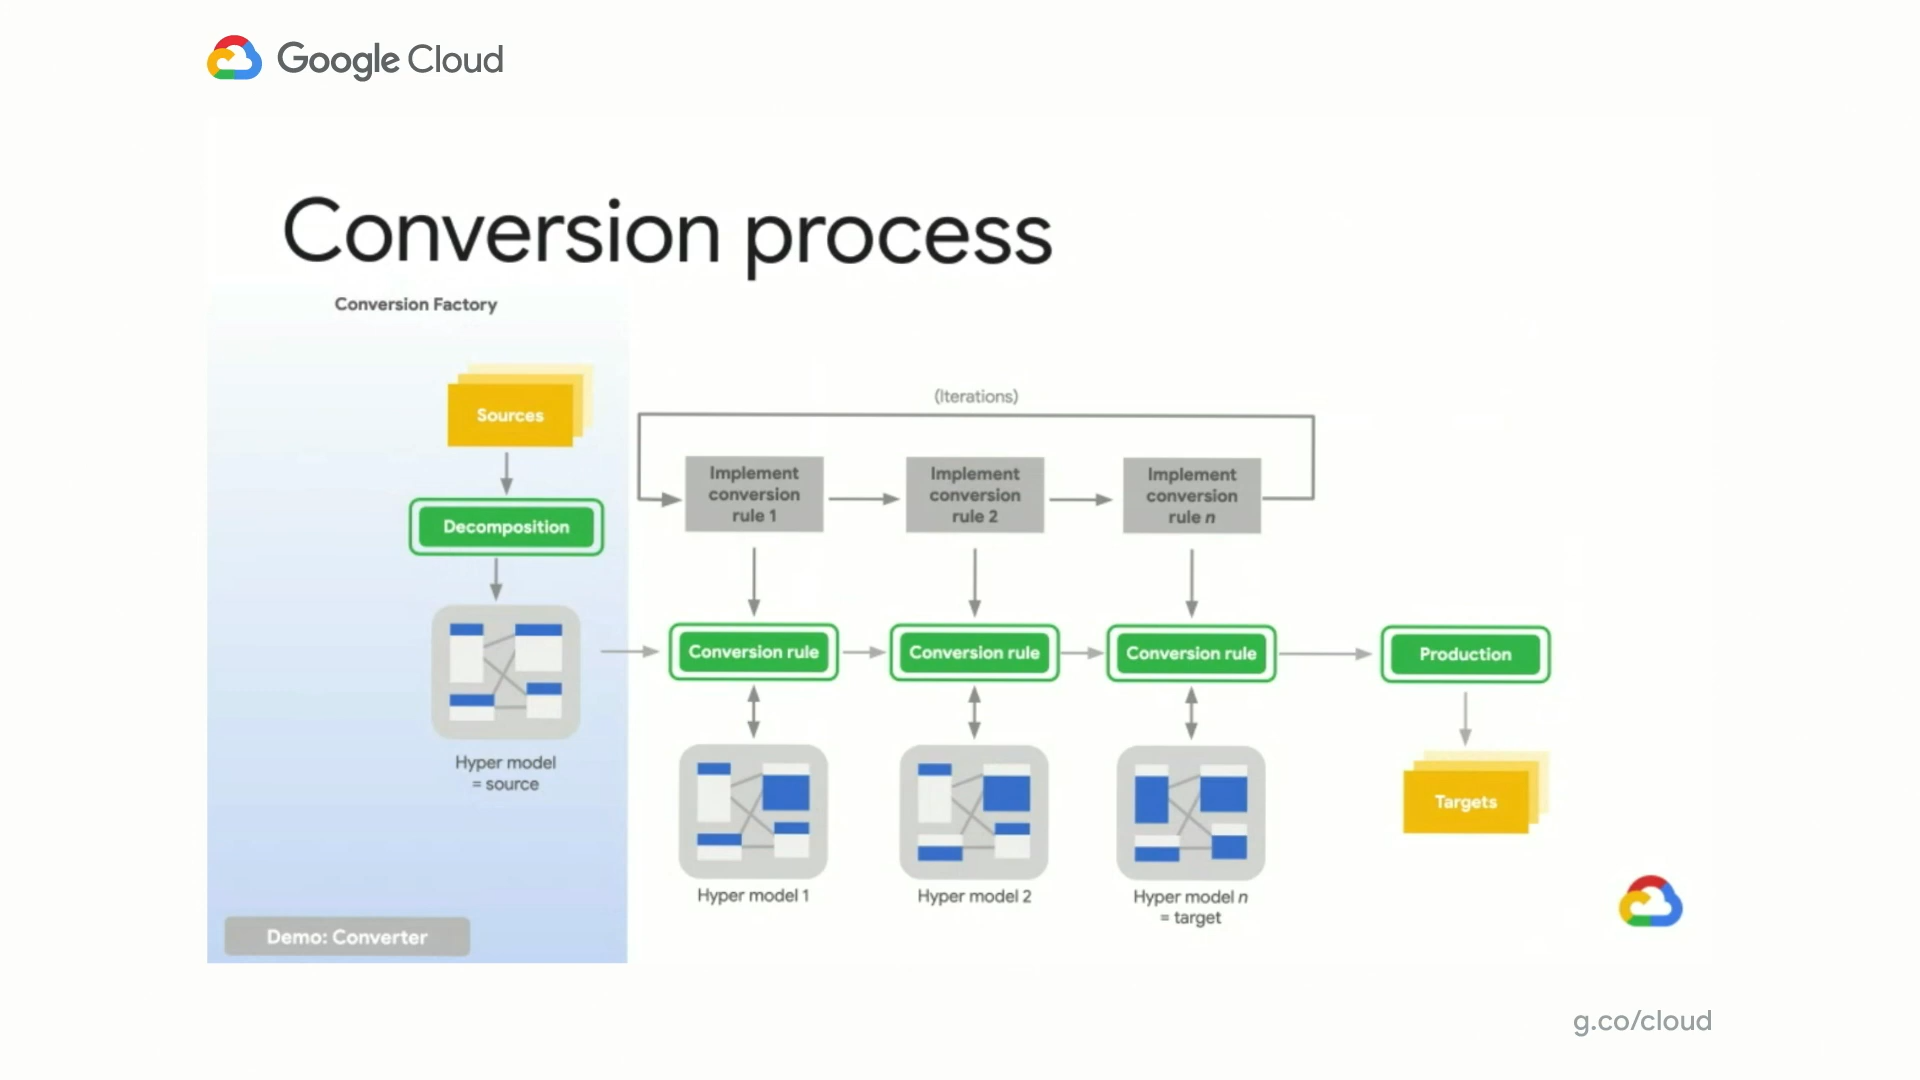 Google Cloud
Conversion process
Conversion Factory
Sources
(Iterations)
Implement
conversion
rule 1
Implement
conversion
rule 2
Implement
conversion
rule n
Decomposition
Conversion rule
Conversion rule
Conversion rule
Production
Hyper model
= source
Targets
Hyper model 1
Hyper model 2
Hyper model n
= target
Demo: Converter
g.co/cloud